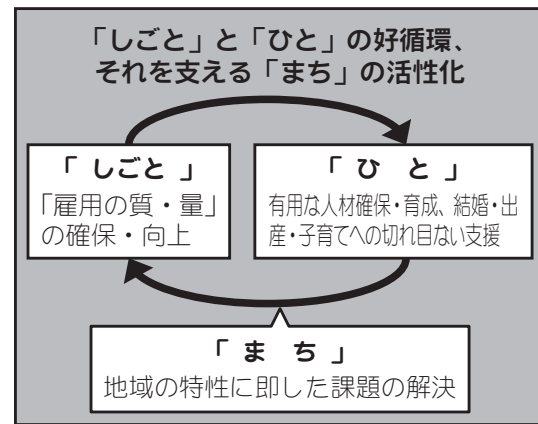 「しごと」と「ひと」の好循環、
それを支える「まち」の活性化
「 しごと 」
「雇用の質・量」
の確保・向上
「 ひ と 」
有用な人材確保・育成、結婚・出
産・子育てへの切れ目ない支援
「 ま ち 」
地域の特性に即した課題の解決